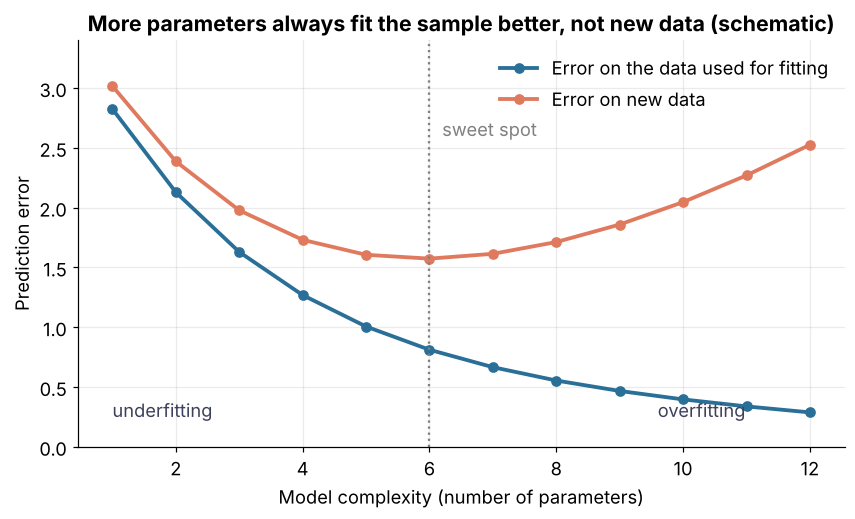 More parameters always fit the sample better, not new data (schematic)
Error on the data used for fitting
Error on new data
sweet spot
Prediction error
3.0
2.5
2.0
1.5
1.0
0.5
0.0
underfitting
overfitting
2
4
6
8
10
12
Model complexity (number of parameters)